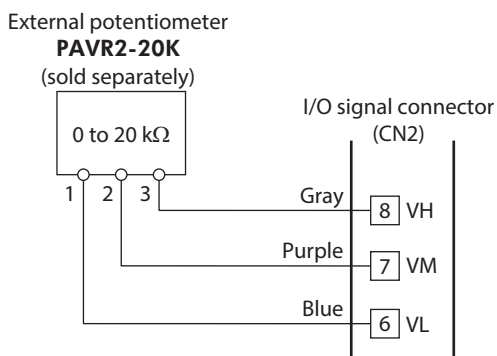 External potentiometer
PAVR2-20K
(sold separately)
I/O signal connector
(CN2)
0 to 20 kΩ
1 2 3
Gray 8 VH
Purple 7 VM
Blue 6 VL